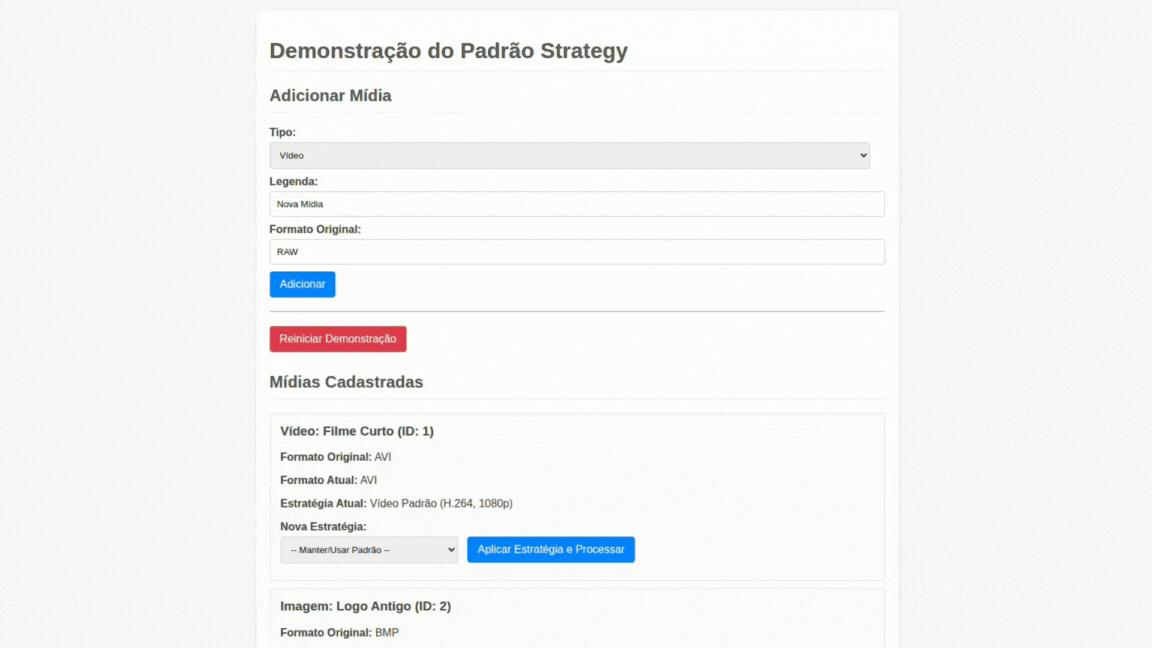 Demonstração do Padrão Strategy
Adicionar Mídia
Tipo:
Vídeo
Legenda:
Nova Mídia
Formato Original:
RAW
Adicionar
Reiniciar Demonstração
Mídias Cadastradas
Vídeo: Filme Curto (ID: 1)
Formato Original: AVI
Formato Atual: AVI
Estratégia Atual: Vídeo Padrão (H.264, 1080p)
Nova Estratégia:
-- Manter/Usar Padrão --
Aplicar Estratégia e Processar
Imagem: Logo Antigo (ID: 2)
Formato Original: BMP